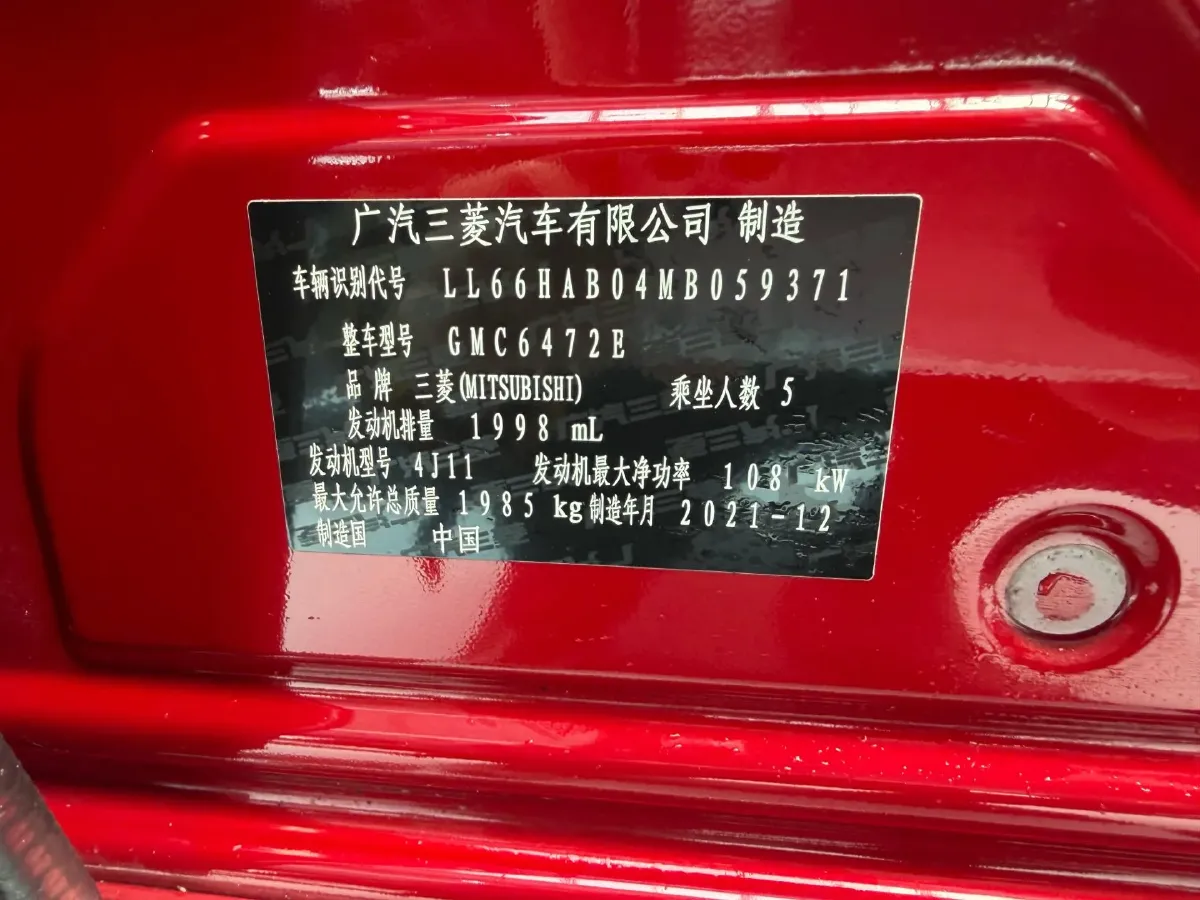 广汽三菱汽车有限公司 制造
车辆识别代号 LL66HAB04MB059371
整车型号 GMC6472E
品牌 三菱(MITSUBISHI) 乘坐人数 5
发动机排量 1998 mL
发动机型号 4J11 发动机最大净功率 108 kW
最大允许总质量 1985 kg 制造年月 2021-12
制造国 中国